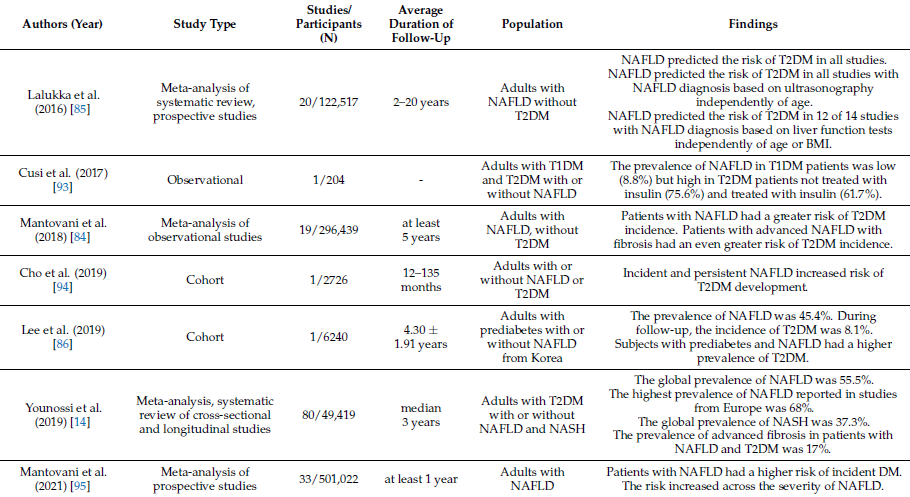 Authors (Year) Study Type Studies/ Participants (N) Average Duration of Follow-Up Population Findings
Lalukka et al. (2016) [85]
Meta-analysis of systematic review, prospective studies
20/122,517
2–20 years
Adults with NAFLD without T2DM
NAFLD predicted the risk of T2DM in all studies.
NAFLD predicted the risk of T2DM in all studies with
NAFLD diagnosis based on ultrasonography
independently of age.
NAFLD predicted the risk of T2DM in 12 of 14 studies
with NAFLD diagnosis based on liver function tests
independently of age or BMI.
Cusi et al. (2017)
[93]
Observational
1/204
-
Adults with T1DM
and T2DM with or
without NAFLD
The prevalence of NAFLD in T1DM patients was low
(8.8%) but high in T2DM patients not treated with
insulin (75.6%) and treated with insulin (61.7%).
Mantovani et al.
(2018) [84]
Meta-analysis of
observational studies
19/296,439
at least
5 years
Adults with
NAFLD, without
T2DM
Patients with NAFLD had a greater risk of T2DM
incidence. Patients with advanced NAFLD with
fibrosis had an even greater risk of T2DM incidence.
Cho et al. (2019)
[94]
Cohort
1/2726
12–135
months
Adults with or
without NAFLD or
T2DM
Incident and persistent NAFLD increased risk of
T2DM development.
Lee et al. (2019)
[86]
Cohort
1/6240
4.30 ±
1.91 years
Adults with
prediabetes with or
without NAFLD
from Korea
The prevalence of NAFLD was 45.4%. During
follow-up, the incidence of T2DM was 8.1%.
Subjects with prediabetes and NAFLD had a higher
prevalence of T2DM.
Younossi et al.
(2019) [14]
Meta-analysis, systematic
review of cross-sectional
and longitudinal studies
80/49,419
median
3 years
Adults with T2DM
with or without
NAFLD and NASH
The global prevalence of NAFLD was 55.5%.
The highest prevalence of NAFLD reported in studies
from Europe was 68%.
The global prevalence of NASH was 37.3%.
The prevalence of advanced fibrosis in patients with
NAFLD and T2DM was 17%.
Mantovani et al.
(2021) [95]
Meta-analysis of
prospective studies
33/501,022
at least 1 year
Adults with
NAFLD
Patients with NAFLD had a higher risk of incident DM.
The risk increased across the severity of NAFLD.